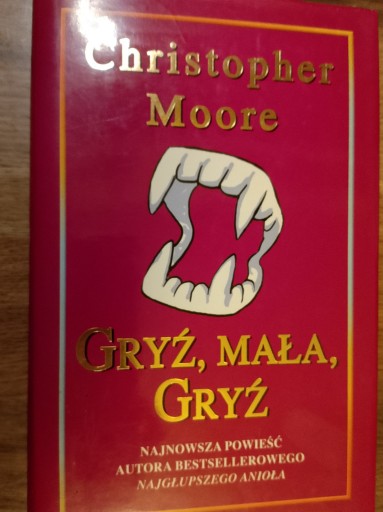 Christopher
Moore
GRYŹ, MAŁA,
GRYŹ
NAJNOWSZA POWIEŚĆ
AUTORA BESTSELLEROWEGO
NAJGŁUPSZEGO ANIOŁA